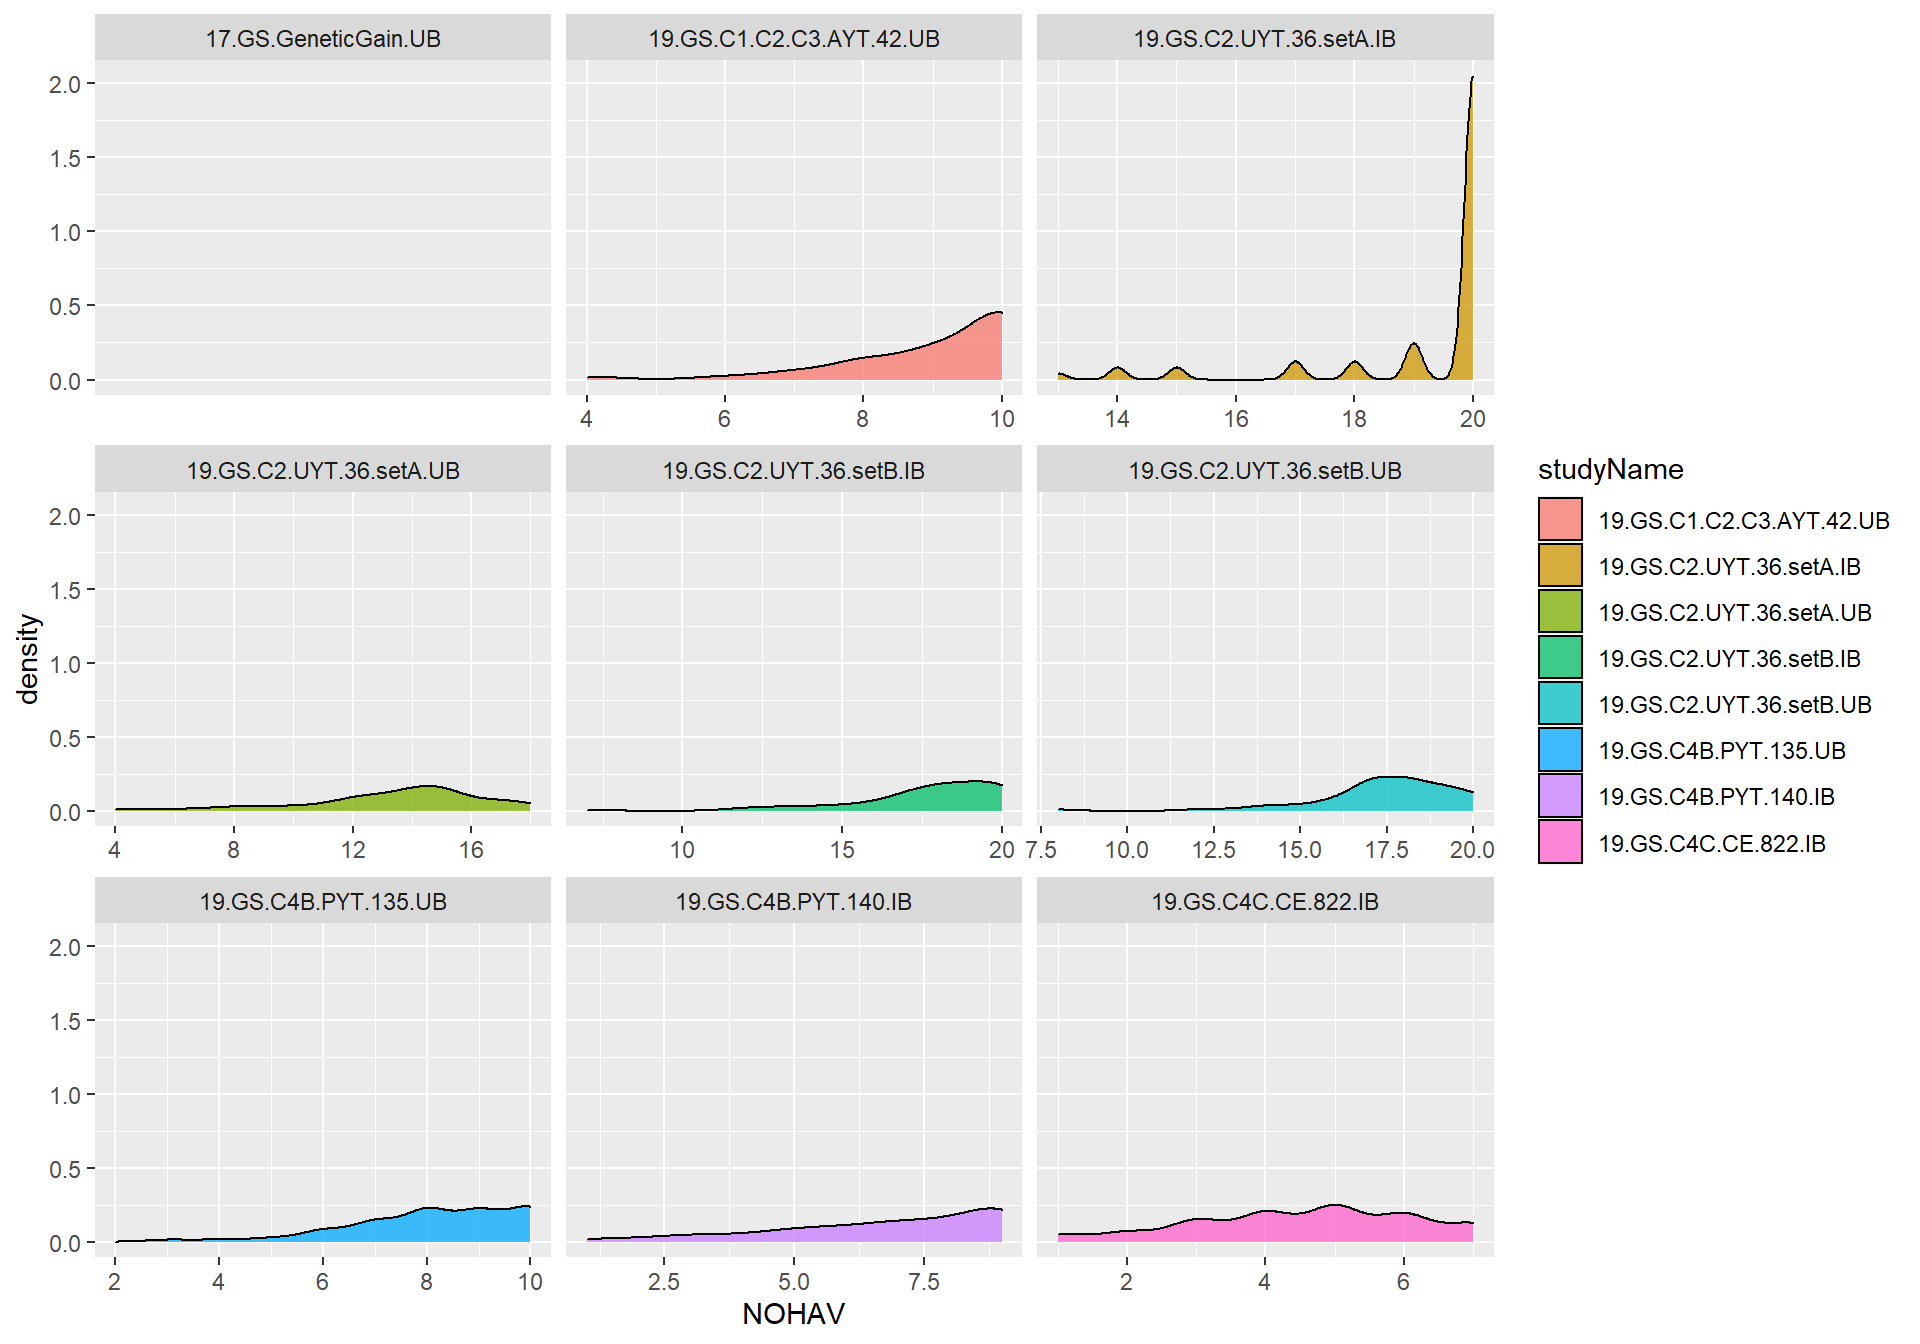 17.GS.GeneticGain.UB
19.GS.C1.C2.C3.AYT.42.UB
19.GS.C2.UYT.36.setA.IB
2.0
1.5
1.0
0.5
0.0
4 6 8 10
14 16 18 20
19.GS.C2.UYT.36.setA.UB
19.GS.C2.UYT.36.setB.IB
19.GS.C2.UYT.36.setB.UB
2.0
1.5
1.0
0.5
0.0
4 8 12 16
10 15 20
7.5 10.0 12.5 15.0 17.5 20.0
19.GS.C4B.PYT.135.UB
19.GS.C4B.PYT.140.IB
19.GS.C4C.CE.822.IB
2.0
1.5
1.0
0.5
0.0
2 4 6 8 10
2.5 5.0 7.5
2 4 6
NOHAV
density
studyName
19.GS.C1.C2.C3.AYT.42.UB
19.GS.C2.UYT.36.setA.IB
19.GS.C2.UYT.36.setA.UB
19.GS.C2.UYT.36.setB.IB
19.GS.C2.UYT.36.setB.UB
19.GS.C4B.PYT.135.UB
19.GS.C4B.PYT.140.IB
19.GS.C4C.CE.822.IB